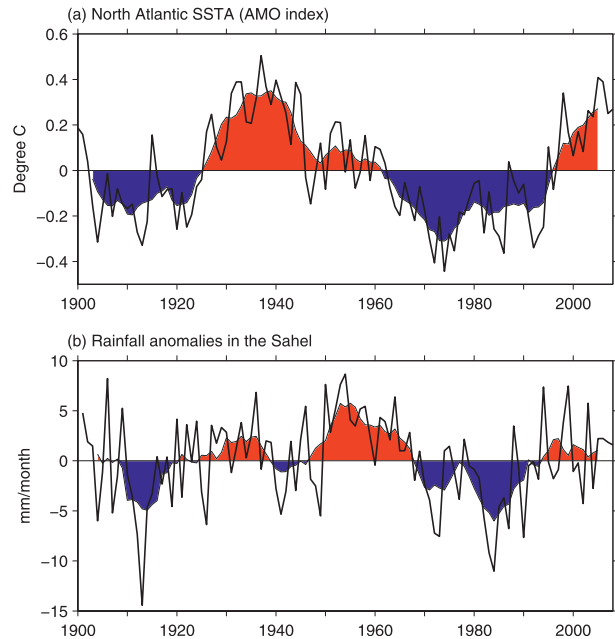 (a) North Atlantic SSTA (AMO index)
0.6
0.4
0.2
0
−0.2
−0.4
Degree C
1900 1920 1940 1960 1980 2000
(b) Rainfall anomalies in the Sahel
10
5
0
−5
−10
−15
mm/month
1900 1920 1940 1960 1980 2000